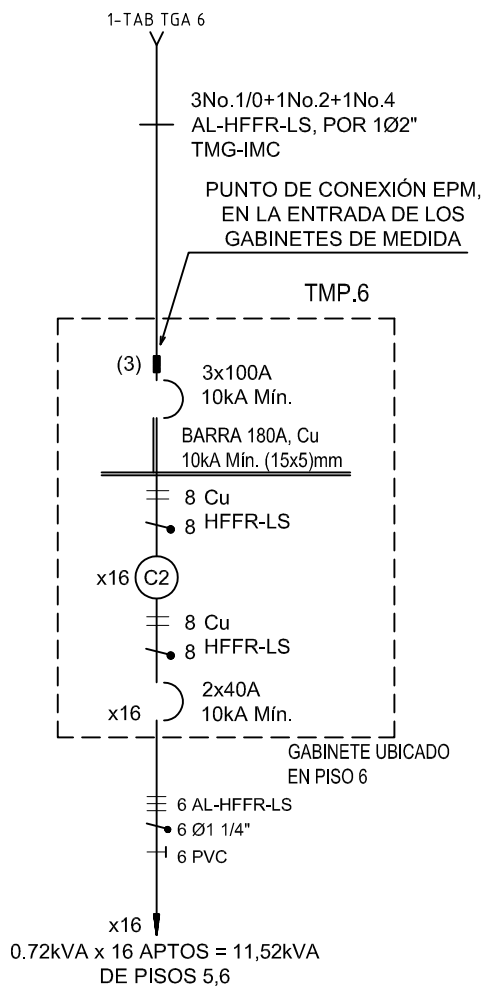 1-TAB TGA 6
3No.1/0+1No.2+1No.4
AL-HFFR-LS, POR 1Ø2"
TMG-IMC
PUNTO DE CONEXIÓN EPM,
EN LA ENTRADA DE LOS
GABINETES DE MEDIDA
TMP.6
(3)
3x100A
10kA Mín.
BARRA 180A, Cu
10kA Mín. (15x5)mm
8 Cu
8 HFFR-LS
x16 C2
8 Cu
8 HFFR-LS
2x40A
x16 10kA Mín.
GABINETE UBICADO
EN PISO 6
6 AL-HFFR-LS
6 Ø1 1/4"
6 PVC
x16
0.72kVA x 16 APTOS = 11,52kVA
DE PISOS 5,6